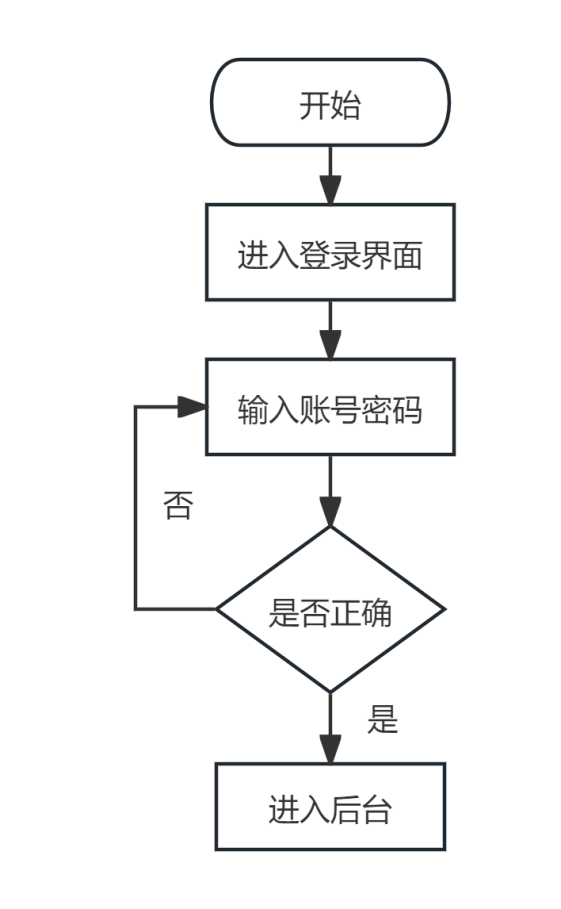 开始
进入登录界面
输入账号密码
否
是否正确
是
进入后台